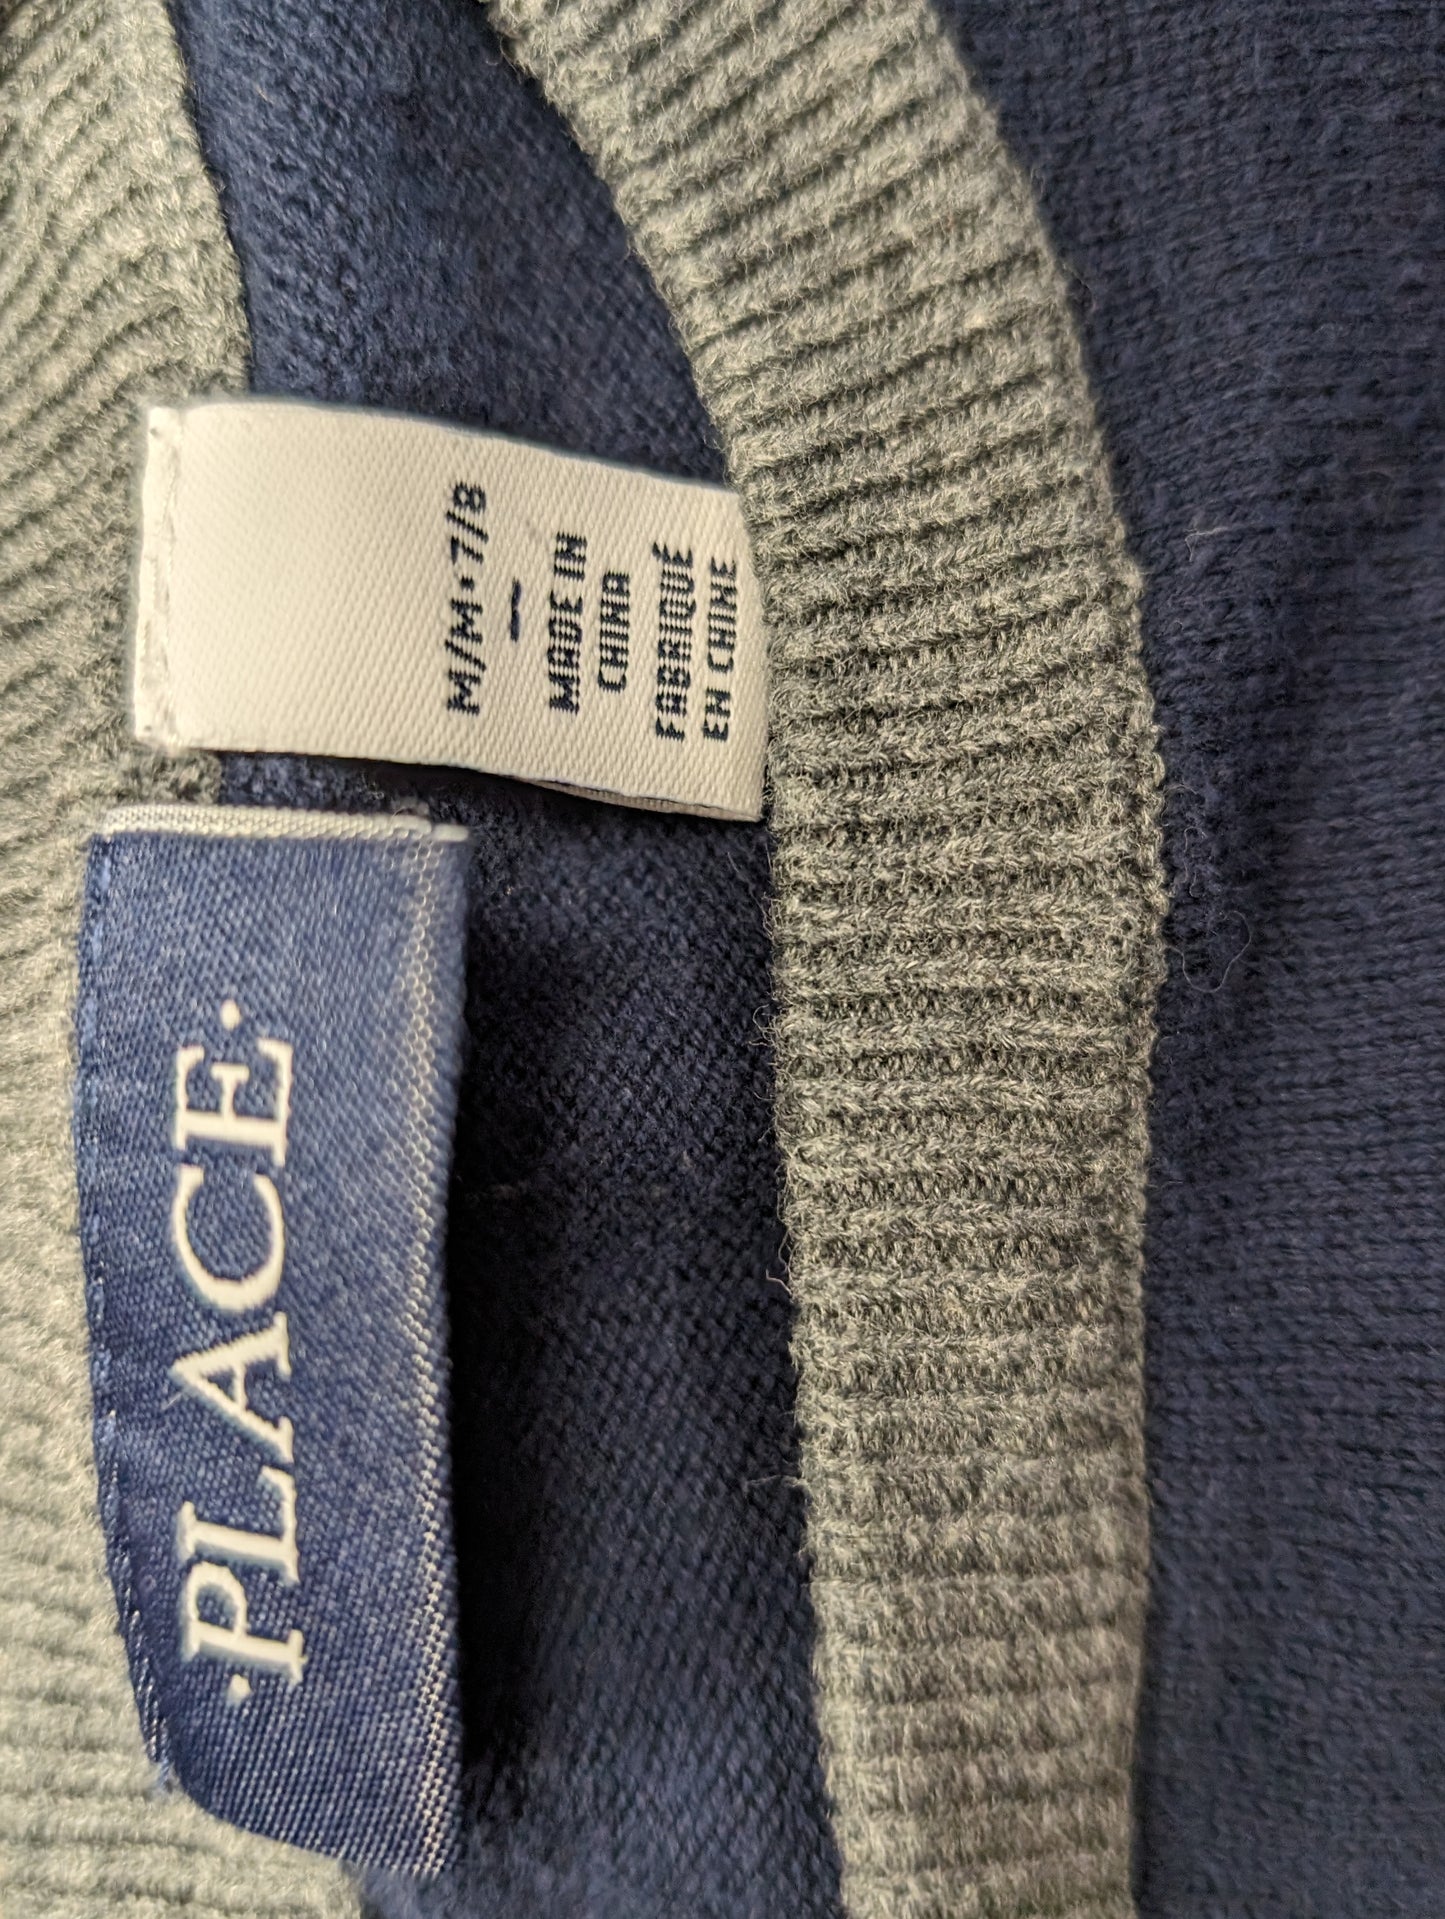 ·PLACE·
M/M·7/8
–
MADE IN
CHINA
FABRIQUÉ
EN CHINE